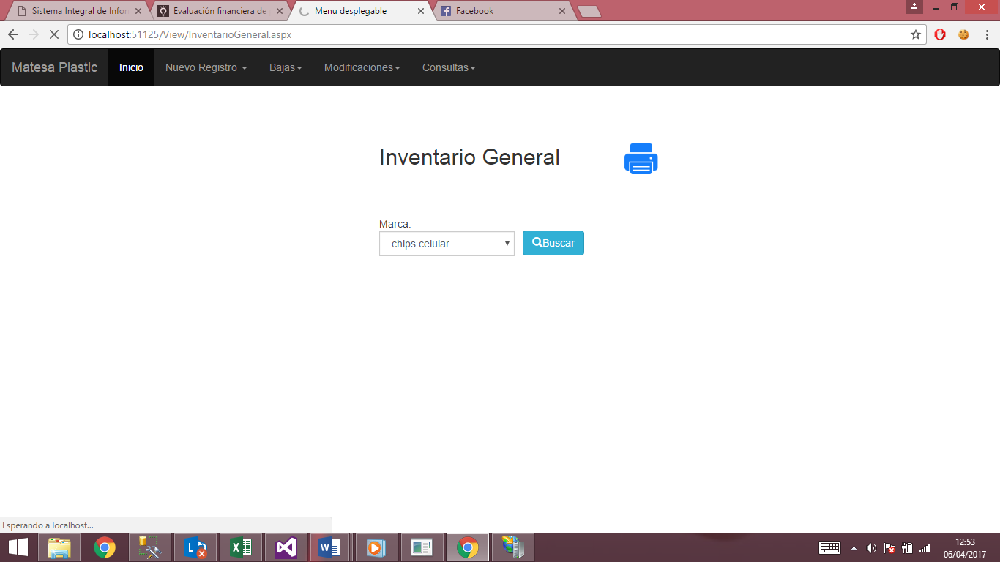 Sistema Integral de Infor
Evaluación financiera de
Menu desplegable
Facebook
localhost:51125/View/InventarioGeneral.aspx
Matesa Plastic Inicio Nuevo Registro Bajas Modificaciones Consultas
Inventario General
Marca:
chips celular Buscar
Esperando a localhost...
12:53
06/04/2017